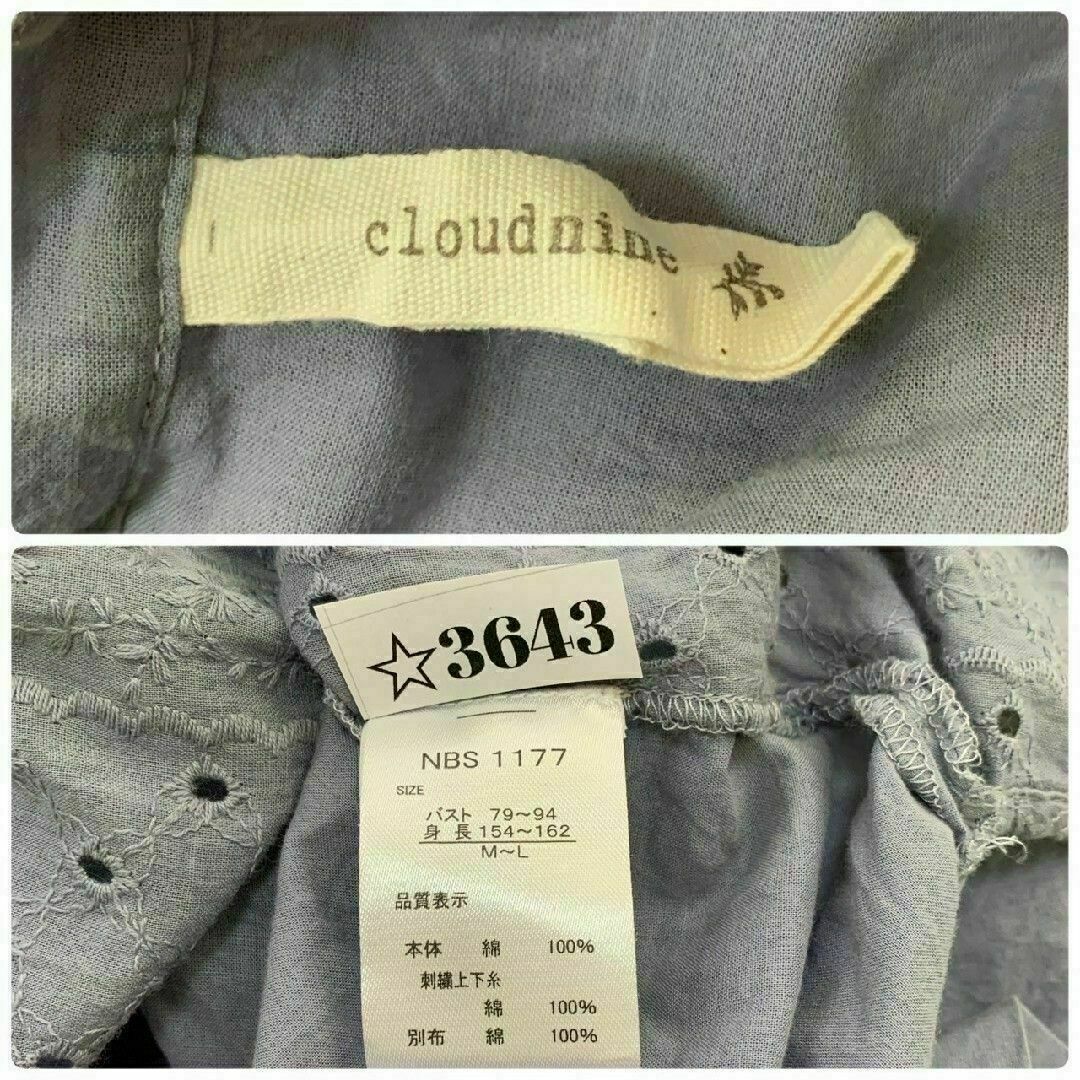 cloudnine
☆3643
NBS 1177
SIZE
バスト 79～94
身長 154～162
M～L
品質表示
本体 綿 100%
刺繍上下糸
綿 100%
別布 綿 100%